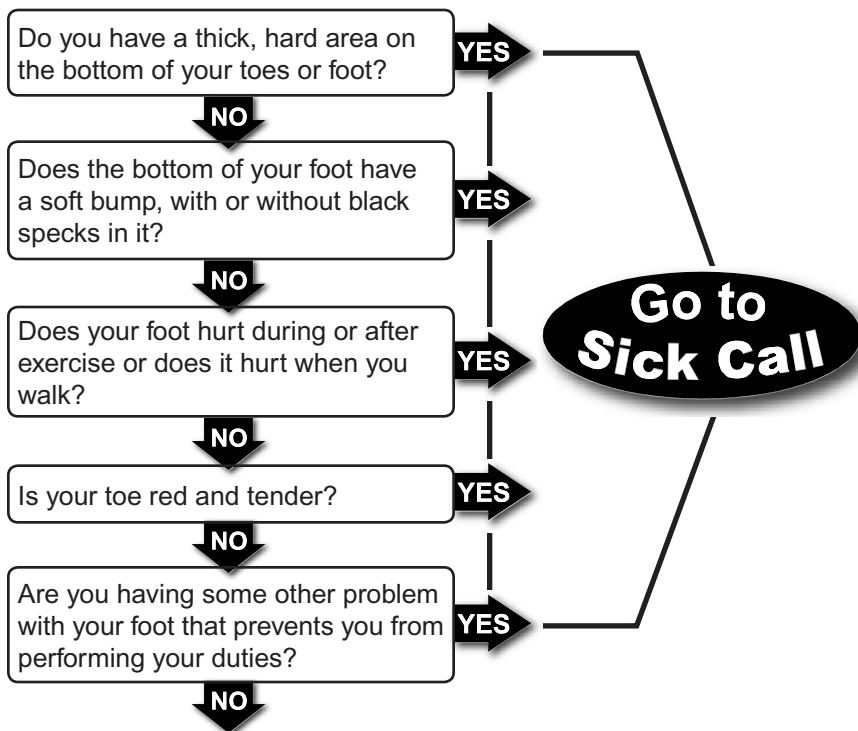 Do you have a thick, hard area on
the bottom of your toes or foot?
YES
NO
Does the bottom of your foot have
a soft bump, with or without black
specks in it?
YES
NO
Does your foot hurt during or after
exercise or does it hurt when you
walk?
YES
NO
Is your toe red and tender?
YES
NO
Are you having some other problem
with your foot that prevents you from
performing your duties?
YES
NO
Go to
Sick Call